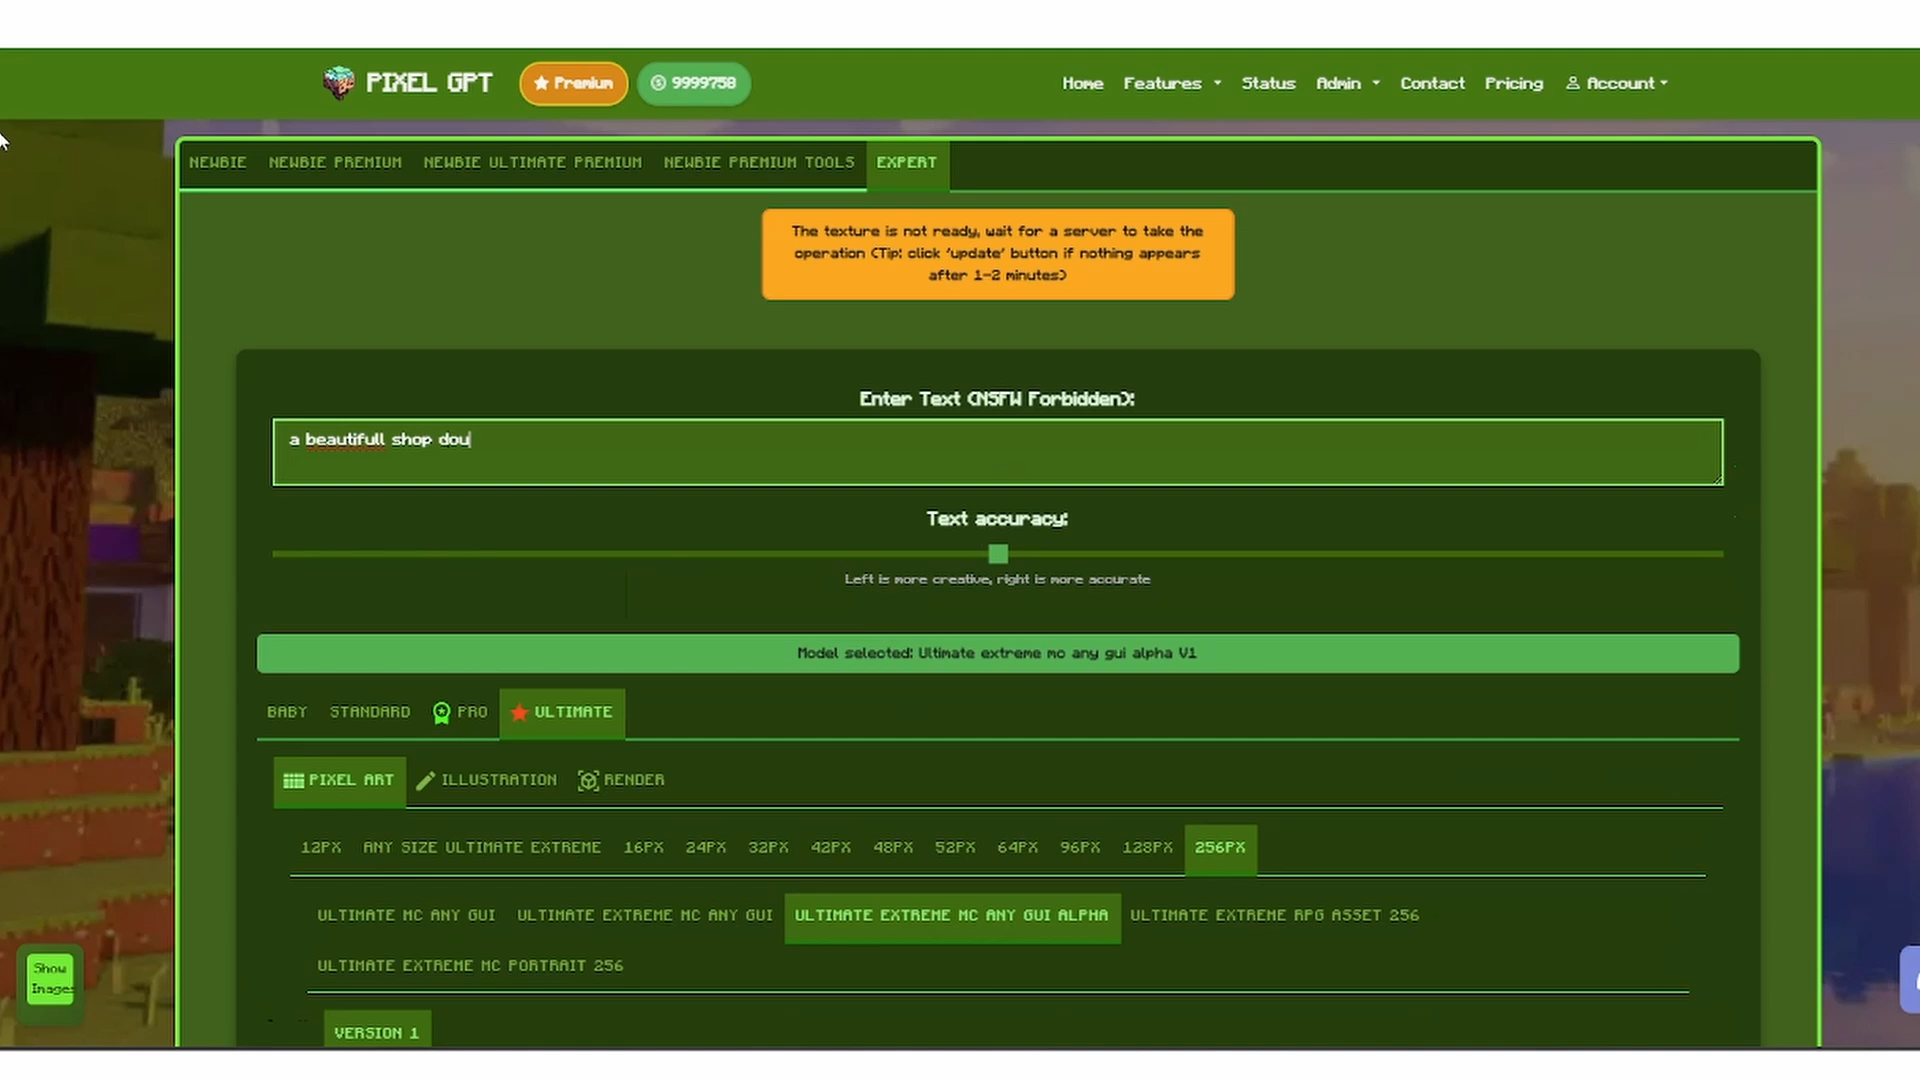 PIXEL GPT
Premium
9999758
Home Features Status Admin Contact Pricing Account
NEWBIE NEWBIE PREMIUM NEWBIE ULTIMATE PREMIUM NEWBIE PREMIUM TOOLS EXPERT
The texture is not ready, wait for a server to take the
operation (Tip: click 'update' button if nothing appears
after 1-2 minutes)
Enter Text (NSFW Forbidden):
a beautifull shop dou
Text accuracy:
Left is more creative, right is more accurate
Model selected: Ultimate extreme mc any gui alpha V1
BABY STANDARD PRO ULTIMATE
PIXEL ART ILLUSTRATION RENDER
12PX ANY SIZE ULTIMATE EXTREME 16PX 24PX 32PX 42PX 48PX 52PX 64PX 96PX 128PX 256PX
ULTIMATE MC ANY GUI ULTIMATE EXTREME MC ANY GUI ULTIMATE EXTREME MC ANY GUI ALPHA ULTIMATE EXTREME RPG ASSET 256
ULTIMATE EXTREME MC PORTRAIT 256
Show
Images
VERSION 1